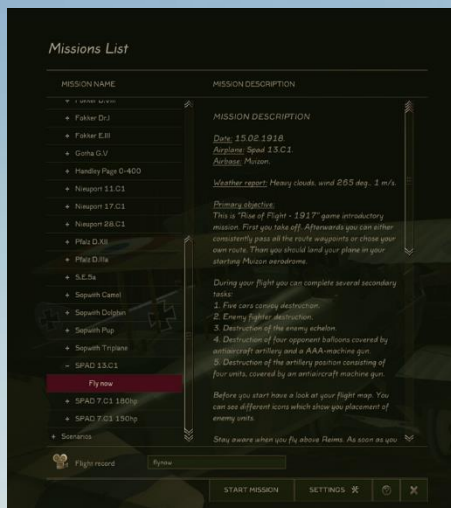 Missions List
MISSION NAME
MISSION DESCRIPTION
+ Fokker D.VIII
+ Fokker Dr.I
+ Fokker E.III
+ Gotha G.V
+ Handley Page 0-400
+ Nieuport 11.C1
+ Nieuport 17.C1
+ Nieuport 28.C1
+ Pfalz D.XII
+ Pfalz D.IIIa
+ S.E.5a
+ Sopwith Camel
+ Sopwith Dolphin
+ Sopwith Pup
+ Sopwith Triplane
- SPAD 13.C1
Fly now
+ SPAD 7.C1 180hp
+ SPAD 7.C1 150hp
+ Scenarios
MISSION DESCRIPTION
Date: 15.02.1918.
Airplane: Spad 13.C1.
Airbase: Muizon.
Weather report: Heavy clouds, wind 265 deg., 1 m/s.
Primary objective:
This is "Rise of Flight - 1917" game introductory
mission. First you take off. Afterwards you can either
consistently pass all the route waypoints or chose your
own route. Than you should land your plane in your
starting Muizon aerodrome.
During your flight you can complete several secondary
tasks:
1. Five cars convoy destruction.
2. Enemy fighter destruction.
3. Destruction of the enemy echelon.
4. Destruction of four opponent balloons covered by
antiaircraft artillery and a AAA-machine gun.
5. Destruction of the artillery position consisting of
four units, covered by an antiaircraft machine gun.
Before you start have a look at your flight map. You
can see different icons which show you placement of
enemy units.
Stay aware when you fly above Reims. As soon as you
Flight record
flynow
START MISSION
SETTINGS
?
X